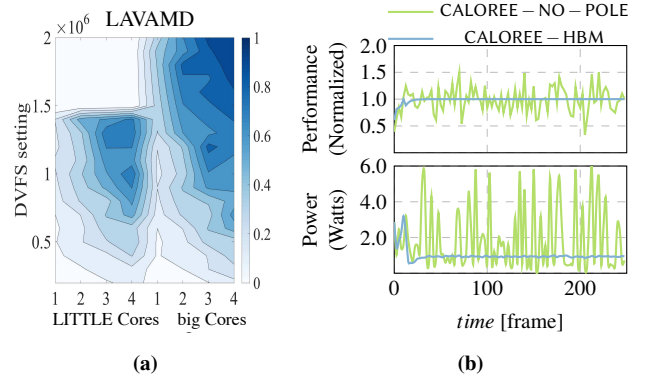 LAVAMD
2 ×10⁶
1.5
1
0.5
DVFS setting
1
0.8
0.6
0.4
0.2
0
1 2 3 4 1 2 3 4
LITTLE Cores big Cores
(a)
CALOREE – NO – POLE
CALOREE – HBM
2.0
1.5
1.0
0.5
Performance
(Normalized)
6.0
4.0
2.0
Power
(Watts)
0 100 200
time [frame]
(b)